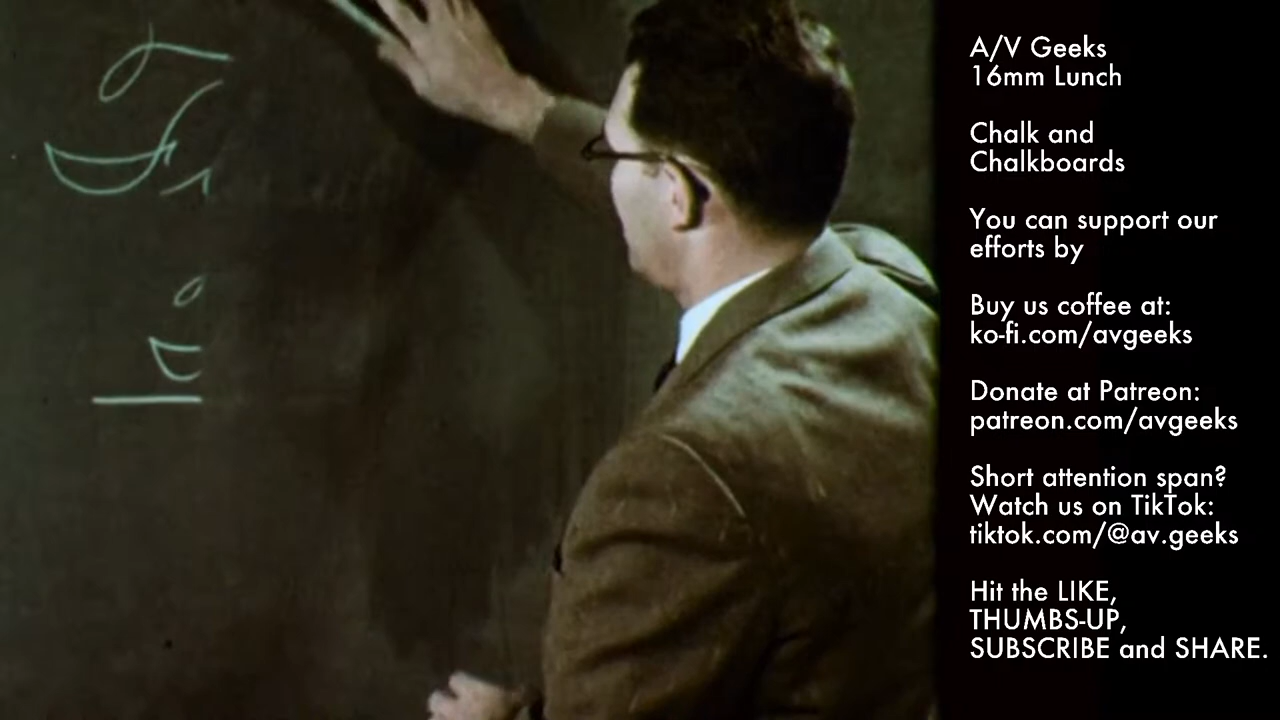 A/V Geeks
16mm Lunch
Chalk and
Chalkboards
You can support our
efforts by
Buy us coffee at:
ko-fi.com/avgeeks
Donate at Patreon:
patreon.com/avgeeks
Short attention span?
Watch us on TikTok:
tiktok.com/@av.geeks
Hit the LIKE,
THUMBS-UP,
SUBSCRIBE and SHARE.